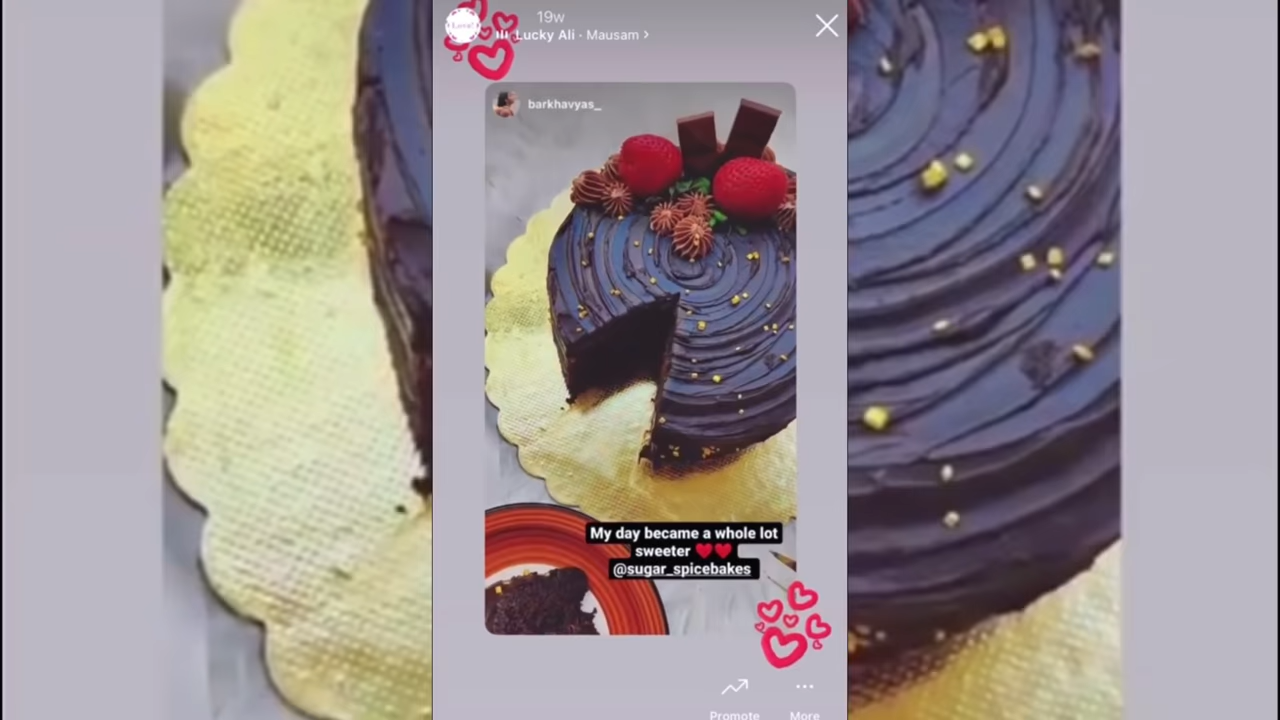 19w
Lucky Ali · Mausam >
barkhavyas_
My day became a whole lot
sweeter ❤️❤️
@sugar_spicebakes
Promote
More